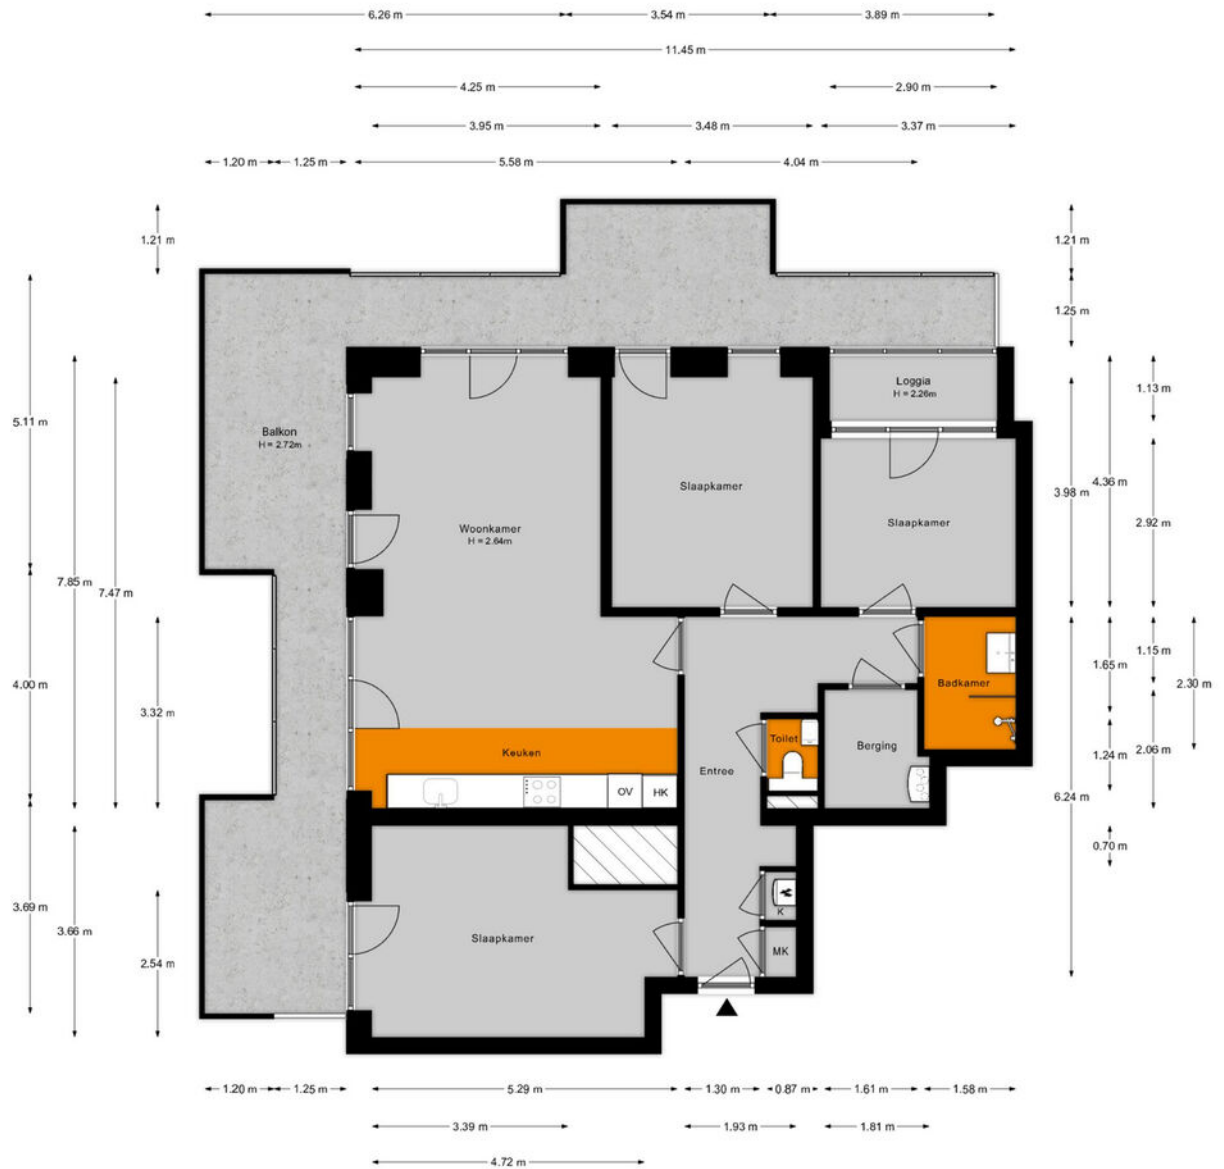 6.26 m 3.54 m 3.89 m
11.45 m
4.25 m 2.90 m
3.95 m 3.48 m 3.37 m
1.20 m 1.25 m 5.58 m 4.04 m
1.21 m 1.21 m
1.25 m
Loggia
H = 2.26m
1.13 m
5.11 m
Balkon
H = 2.72m
4.36 m
Slaapkamer
3.98 m
Woonkamer
H = 2.64m
Slaapkamer
2.92 m
7.85 m
7.47 m
1.65 m
1.15 m
2.30 m
4.00 m
Badkamer
3.32 m
Toilet
Berging
1.24 m
2.06 m
Keuken
Entree
OV
HK
6.24 m
0.70 m
3.69 m
3.66 m
K
Slaapkamer
MK
2.54 m
1.20 m 1.25 m 5.29 m 1.30 m 0.87 m 1.61 m 1.58 m
3.39 m 1.93 m 1.81 m
4.72 m